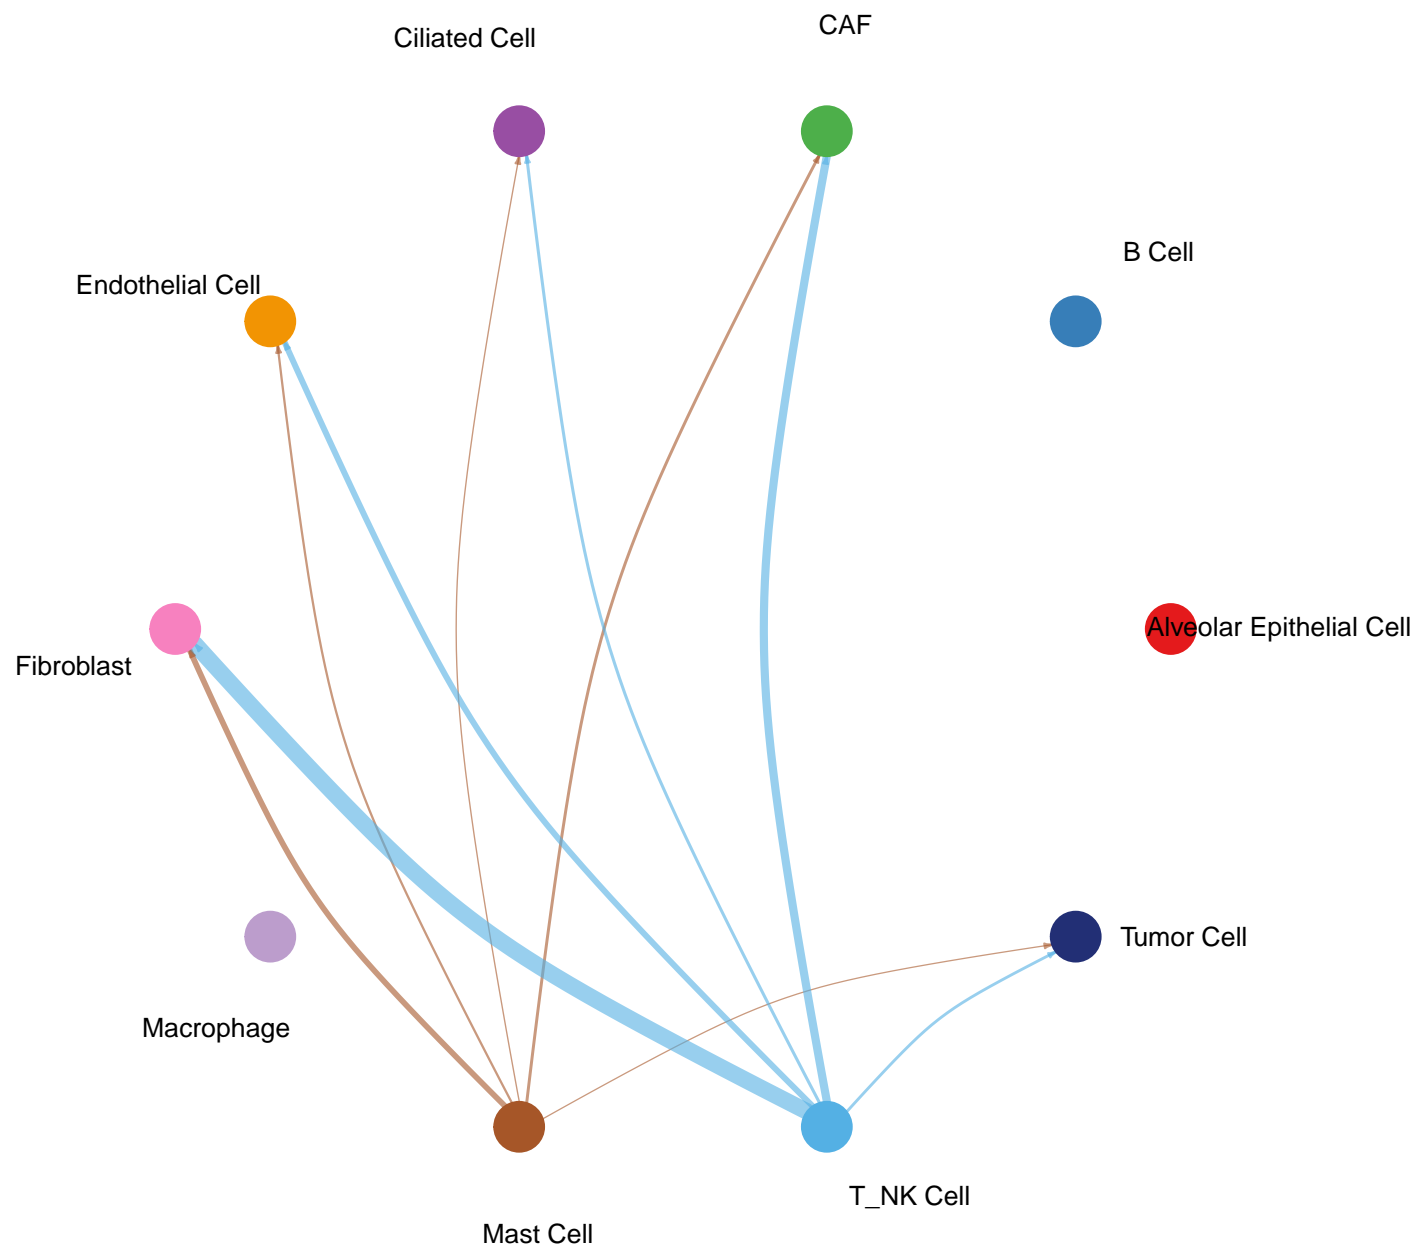 CAF
Ciliated Cell
B Cell
Endothelial Cell
Alveolar Epithelial Cell
Fibroblast
Tumor Cell
Macrophage
T_NK Cell
Mast Cell